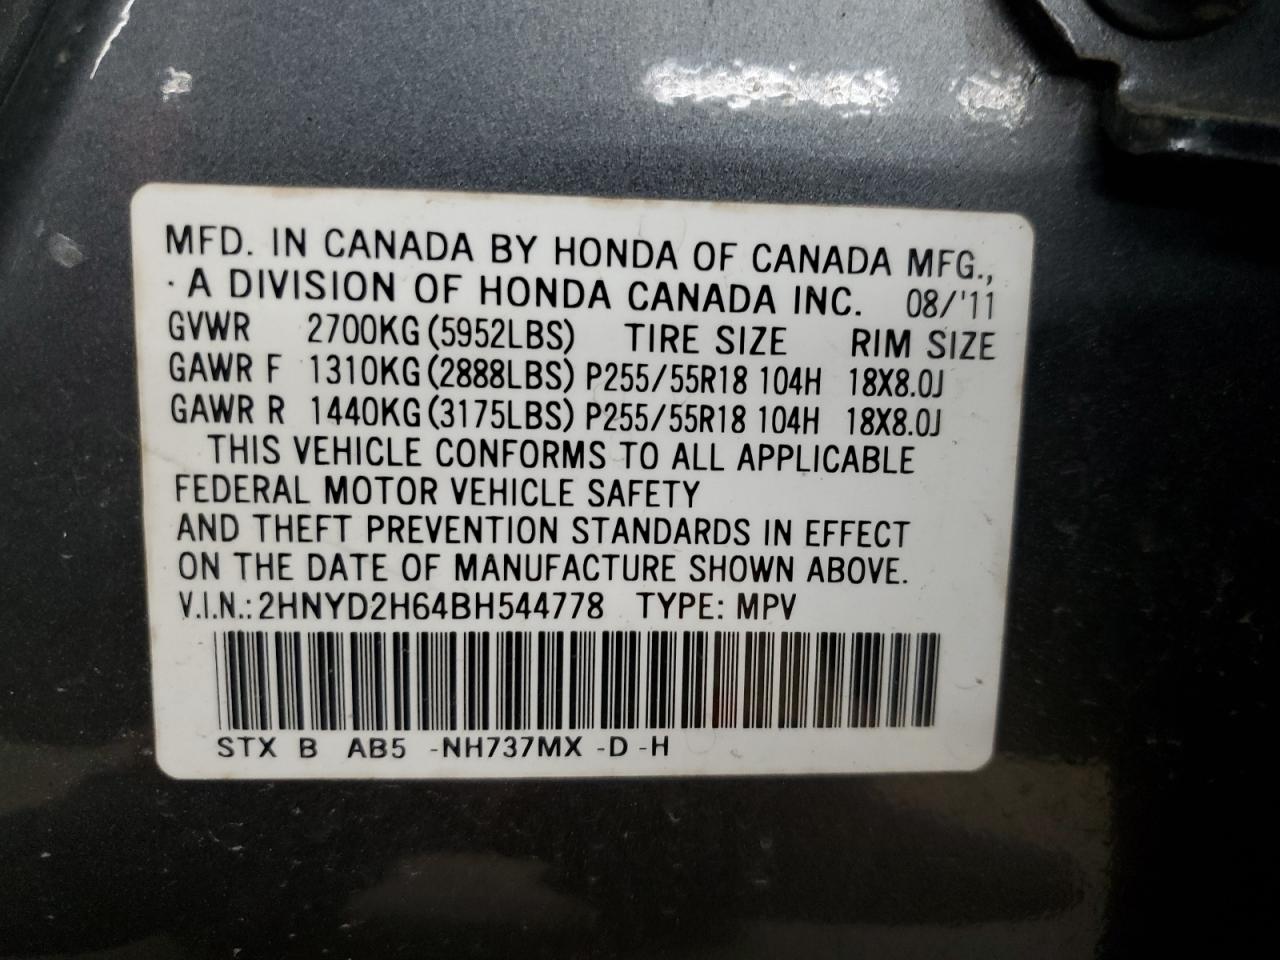 MFD. IN CANADA BY HONDA OF CANADA MFG.,
· A DIVISION OF HONDA CANADA INC. 08/'11
GVWR 2700KG (5952LBS) TIRE SIZE RIM SIZE
GAWR F 1310KG (2888LBS) P255/55R18 104H 18X8.0J
GAWR R 1440KG (3175LBS) P255/55R18 104H 18X8.0J
THIS VEHICLE CONFORMS TO ALL APPLICABLE
FEDERAL MOTOR VEHICLE SAFETY
AND THEFT PREVENTION STANDARDS IN EFFECT
ON THE DATE OF MANUFACTURE SHOWN ABOVE.
V.I.N.: 2HNYD2H64BH544778 TYPE: MPV
STX B AB5 -NH737MX -D -H